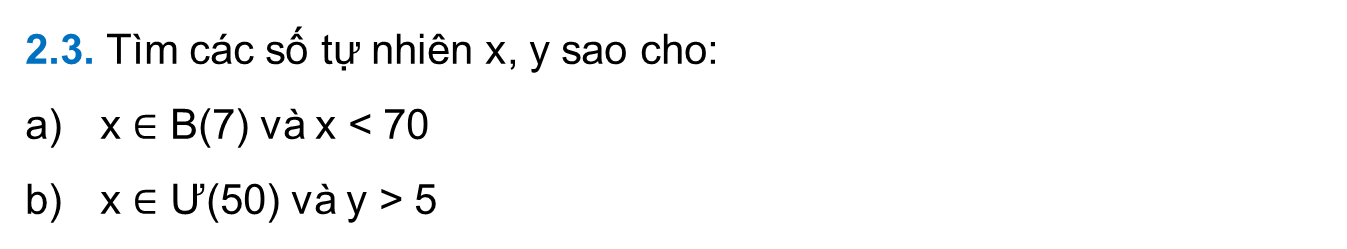 2.3. Tìm các số tự nhiên x, y sao cho:
a) x ∈ B(7) và x < 70
b) x ∈ Ư(50) và y > 5